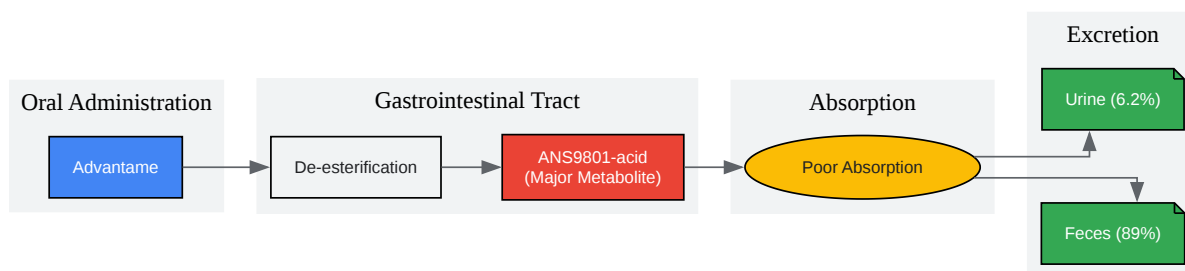 Oral Administration
Advantame
Gastrointestinal Tract
De-esterification
ANS9801-acid
(Major Metabolite)
Absorption
Poor Absorption
Excretion
Urine (6.2%)
Feces (89%)